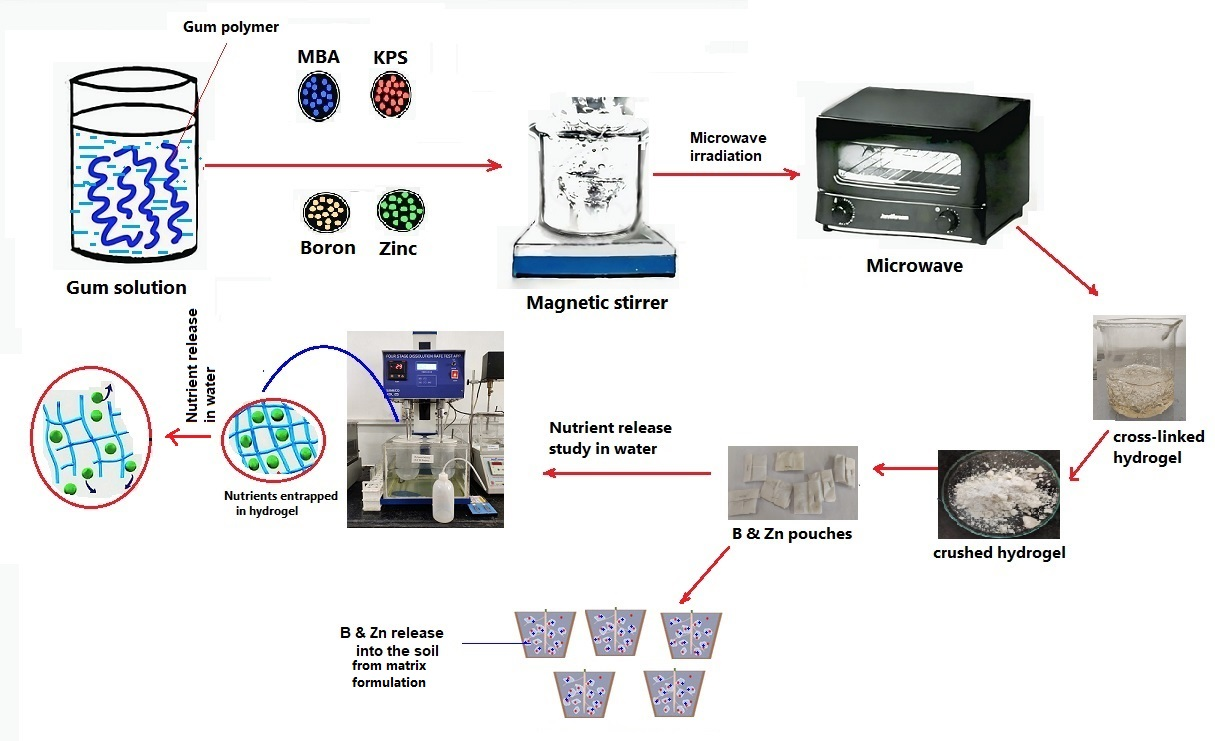 Gum polymer
MBA
KPS
Boron
Zinc
Gum solution
Magnetic stirrer
Microwave
irradiation
Microwave
cross-linked
hydrogel
crushed hydrogel
B & Zn pouches
Nutrient release
study in water
Nutrients entrapped
in hydrogel
Nutrient release
in water
B & Zn release
into the soil
from matrix
formulation